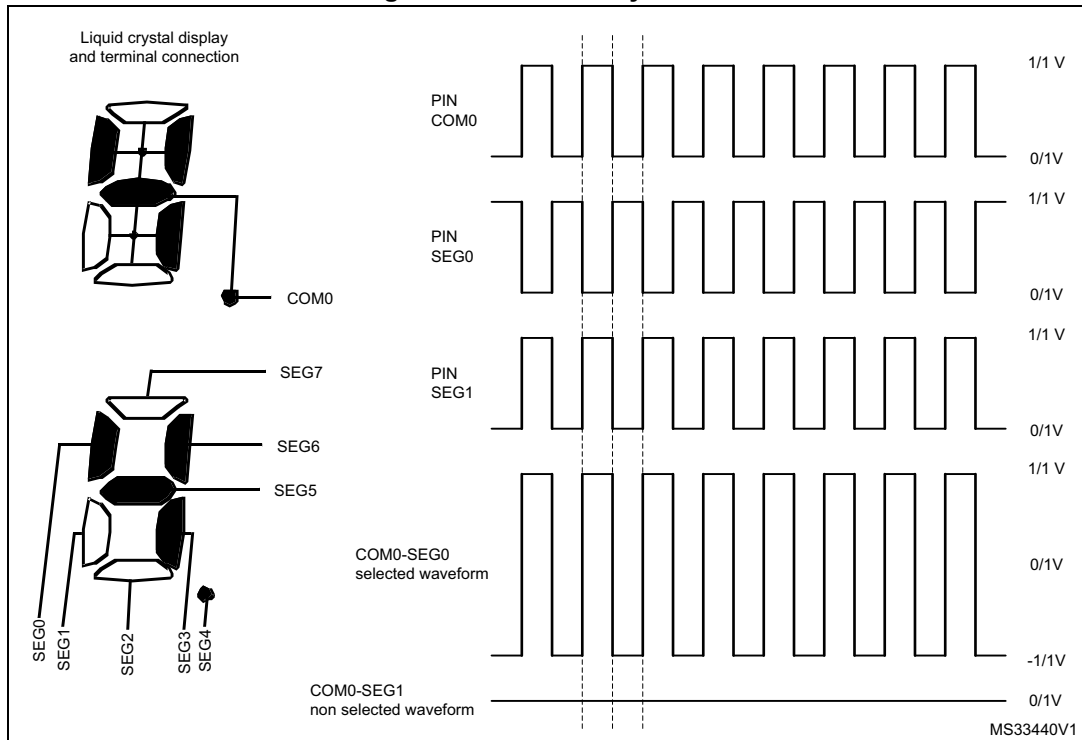 Liquid crystal display
and terminal connection
COM0
SEG7
SEG6
SEG5
SEG0
SEG1
SEG2
SEG3
SEG4
PIN
COM0
1/1 V
0/1V
PIN
SEG0
1/1 V
0/1V
PIN
SEG1
1/1 V
0/1V
COM0-SEG0
selected waveform
1/1 V
0/1V
-1/1V
COM0-SEG1
non selected waveform
0/1V
MS33440V1